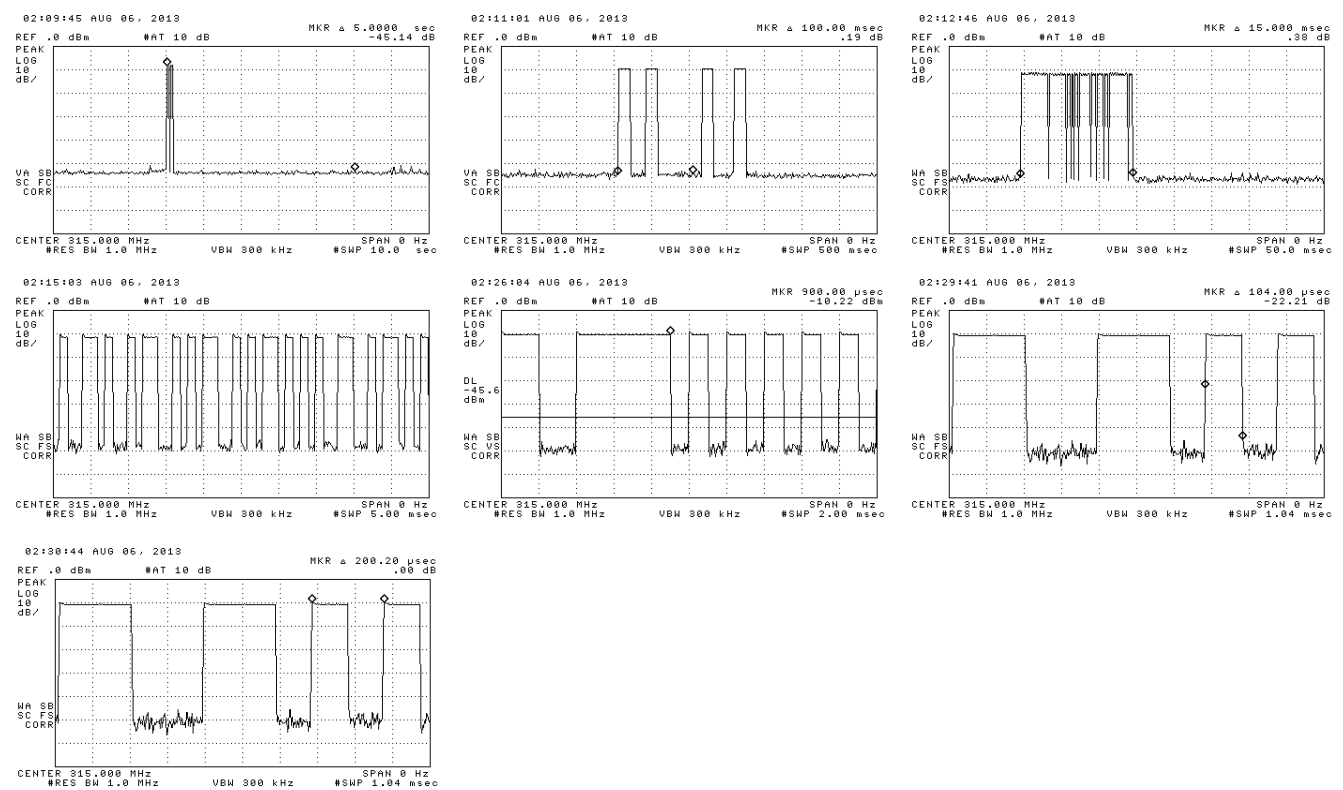 02:09:45 AUG 06, 2013
MKR ▵ 5.0000 sec
REF .0 dBm #AT 10 dB -45.14 dB
PEAK
LOG
10
dB/
VA SB
SC FC
CORR
CENTER 315.000 MHz SPAN 0 Hz
#RES BW 1.0 MHz VBW 300 kHz #SWP 10.0 sec
02:11:01 AUG 06, 2013
MKR ▵ 100.00 msec
REF .0 dBm #AT 10 dB .19 dB
PEAK
LOG
10
dB/
VA SB
SC FC
CORR
CENTER 315.000 MHz SPAN 0 Hz
#RES BW 1.0 MHz VBW 300 kHz #SWP 500 msec
02:12:46 AUG 06, 2013
MKR ▵ 15.000 msec
REF .0 dBm #AT 10 dB .38 dB
PEAK
LOG
10
dB/
WA SB
SC FS
CORR
CENTER 315.000 MHz SPAN 0 Hz
#RES BW 1.0 MHz VBW 300 kHz #SWP 50.0 msec
02:15:03 AUG 06, 2013
REF .0 dBm #AT 10 dB
PEAK
LOG
10
dB/
WA SB
SC FS
CORR
CENTER 315.000 MHz SPAN 0 Hz
#RES BW 1.0 MHz VBW 300 kHz #SWP 5.00 msec
02:26:04 AUG 06, 2013
MKR 900.00 µsec
REF .0 dBm #AT 10 dB -10.22 dBm
PEAK
LOG
10
dB/
DL
-45.6
dBm
WA SB
SC VS
CORR
CENTER 315.000 MHz SPAN 0 Hz
#RES BW 1.0 MHz VBW 300 kHz #SWP 2.00 msec
02:29:41 AUG 06, 2013
MKR ▵ 104.00 µsec
REF .0 dBm #AT 10 dB -22.21 dB
PEAK
LOG
10
dB/
WA SB
SC FS
CORR
CENTER 315.000 MHz SPAN 0 Hz
#RES BW 1.0 MHz VBW 300 kHz #SWP 1.04 msec
02:30:44 AUG 06, 2013
MKR ▵ 200.20 µsec
REF .0 dBm #AT 10 dB .00 dB
PEAK
LOG
10
dB/
WA SB
SC FS
CORR
CENTER 315.000 MHz SPAN 0 Hz
#RES BW 1.0 MHz VBW 300 kHz #SWP 1.04 msec